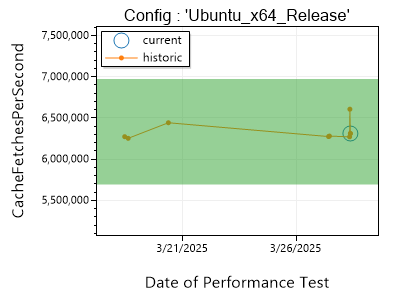 Config : 'Ubuntu_x64_Release'
7,500,000
7,000,000
6,500,000
6,000,000
5,500,000
CacheFetchesPerSecond
current
historic
3/21/2025
3/26/2025
Date of Performance Test